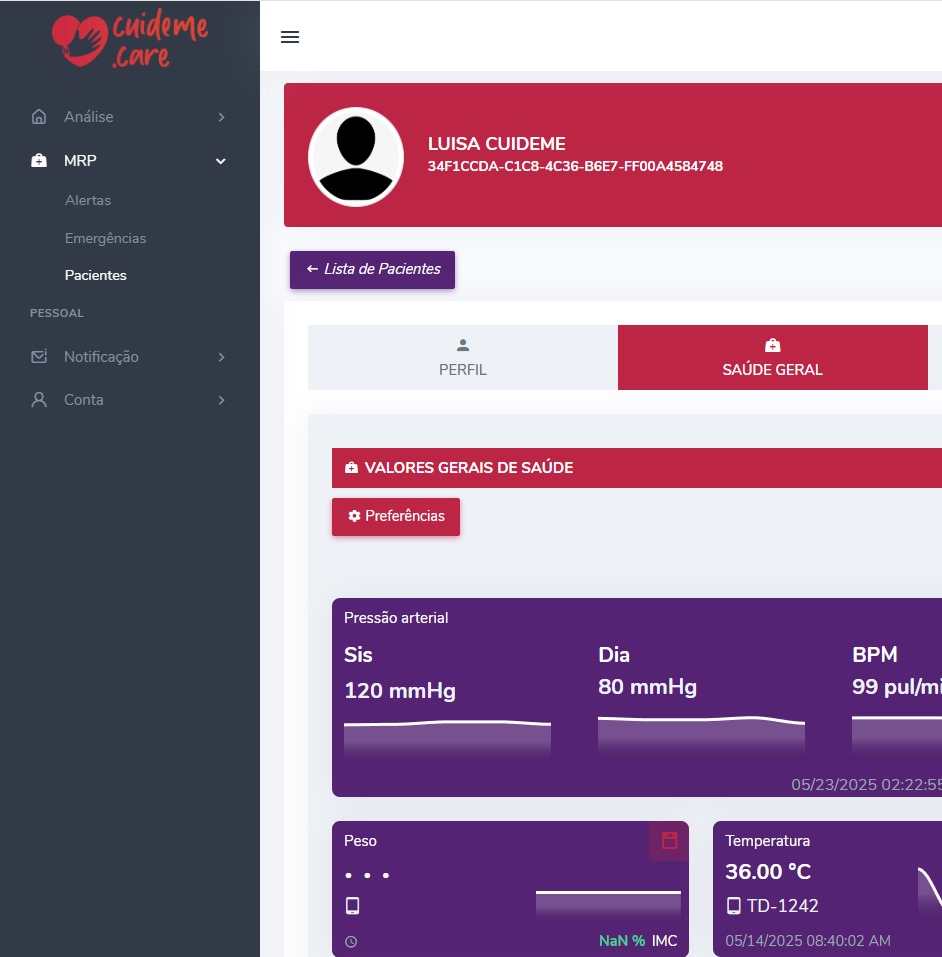 cuideme
.care
Análise
MRP
Alertas
Emergências
Pacientes
PESSOAL
Notificação
Conta
LUISA CUIDEME
34F1CCDA-C1C8-4C36-B6E7-FF00A4584748
← Lista de Pacientes
PERFIL
SAÚDE GERAL
VALORES GERAIS DE SAÚDE
Preferências
Pressão arterial
Sis
120 mmHg
Dia
80 mmHg
BPM
99 pul/mi
05/23/2025 02:22:55
Peso
• • •
NaN % IMC
Temperatura
36.00 °C
TD-1242
05/14/2025 08:40:02 AM